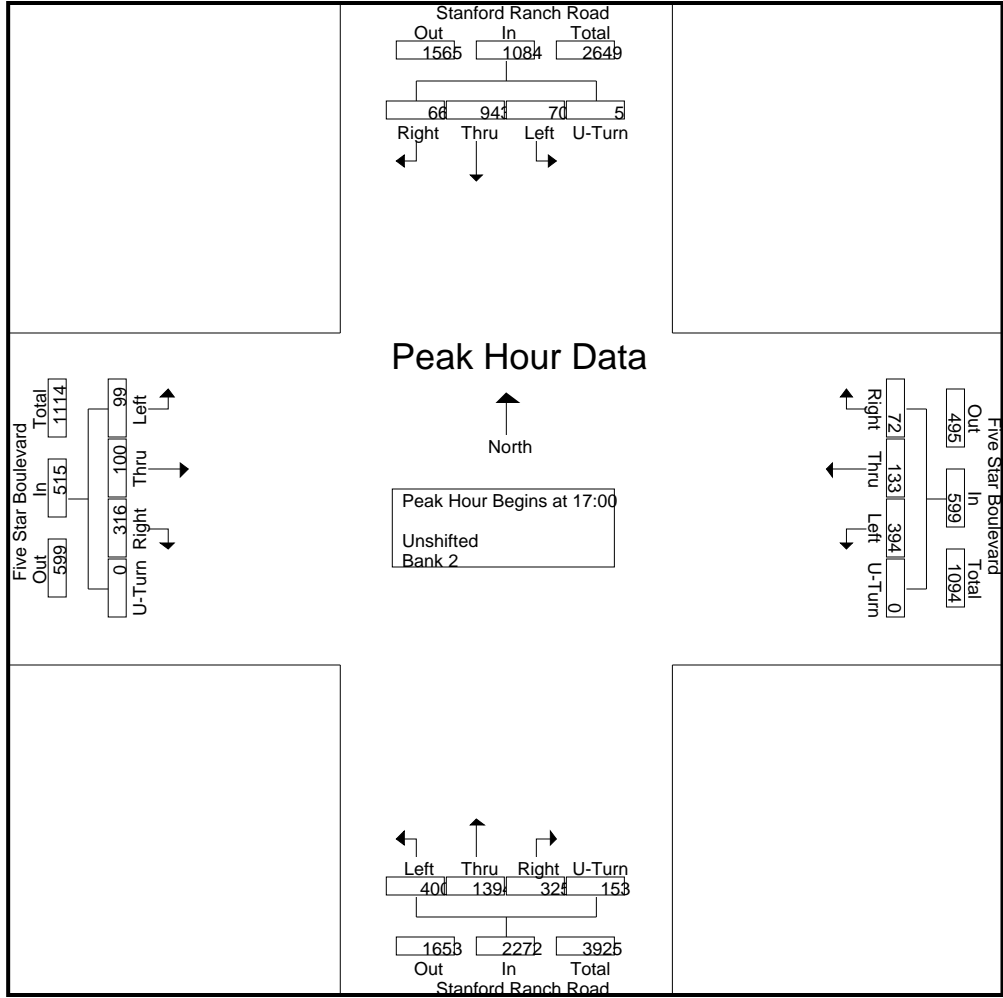 Stanford Ranch Road
Out In Total
1565 1084 2649
66 943 70 5
Right Thru Left U-Turn
Peak Hour Data
North
Peak Hour Begins at 17:00
Unshifted
Bank 2
Five Star Boulevard
Total In Out
1114 515 599
99 100 316 0
Left Thru Right U-Turn
Right Thru Left U-Turn
72 133 394 0
Out In Total
495 599 1094
Five Star Boulevard
Left Thru Right U-Turn
400 1394 325 153
1653 2272 3925
Out In Total
Stanford Ranch Road